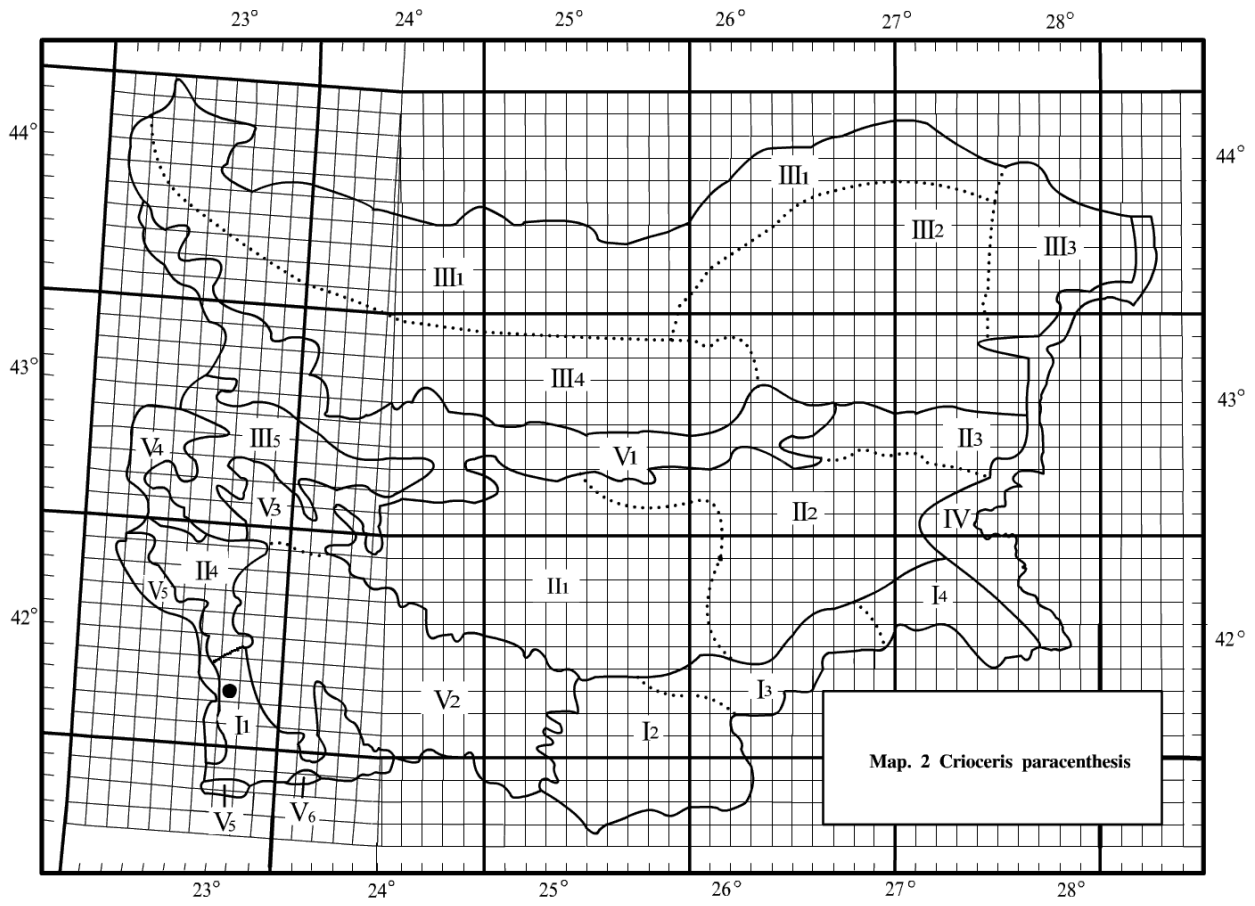 23° 24° 25° 26° 27° 28°
44° 44°
III1
III2
III3
III1
43° 43°
III4
III5
V4
V1
II3
V3
II2
IV
II4
V5
II1
I4
42° 42°
V2
I3
I1
I2
Map. 2 Crioceris paracenthesis
V5
V6
23° 24° 25° 26° 27° 28°